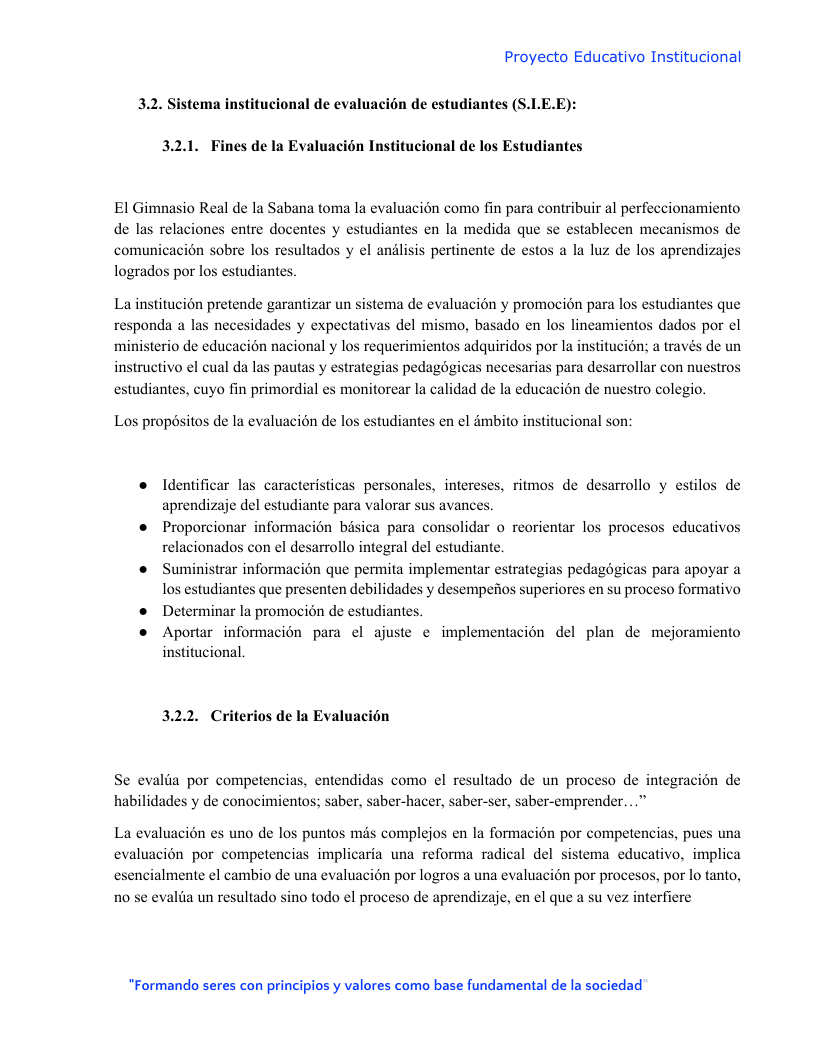 Proyecto Educativo Institucional
3.2. Sistema institucional de evaluación de estudiantes (S.I.E.E):
3.2.1. Fines de la Evaluación Institucional de los Estudiantes
El Gimnasio Real de la Sabana toma la evaluación como fin para contribuir al perfeccionamiento
de las relaciones entre docentes y estudiantes en la medida que se establecen mecanismos de
comunicación sobre los resultados y el análisis pertinente de estos a la luz de los aprendizajes
logrados por los estudiantes.
La institución pretende garantizar un sistema de evaluación y promoción para los estudiantes que
responda a las necesidades y expectativas del mismo, basado en los lineamientos dados por el
ministerio de educación nacional y los requerimientos adquiridos por la institución; a través de un
instructivo el cual da las pautas y estrategias pedagógicas necesarias para desarrollar con nuestros
estudiantes, cuyo fin primordial es monitorear la calidad de la educación de nuestro colegio.
Los propósitos de la evaluación de los estudiantes en el ámbito institucional son:
● Identificar las características personales, intereses, ritmos de desarrollo y estilos de
aprendizaje del estudiante para valorar sus avances.
● Proporcionar información básica para consolidar o reorientar los procesos educativos
relacionados con el desarrollo integral del estudiante.
● Suministrar información que permita implementar estrategias pedagógicas para apoyar a
los estudiantes que presenten debilidades y desempeños superiores en su proceso formativo
● Determinar la promoción de estudiantes.
● Aportar información para el ajuste e implementación del plan de mejoramiento
institucional.
3.2.2. Criterios de la Evaluación
Se evalúa por competencias, entendidas como el resultado de un proceso de integración de
habilidades y de conocimientos; saber, saber-hacer, saber-ser, saber-emprender…”
La evaluación es uno de los puntos más complejos en la formación por competencias, pues una
evaluación por competencias implicaría una reforma radical del sistema educativo, implica
esencialmente el cambio de una evaluación por logros a una evaluación por procesos, por lo tanto,
no se evalúa un resultado sino todo el proceso de aprendizaje, en el que a su vez interfiere
"Formando seres con principios y valores como base fundamental de la sociedad"